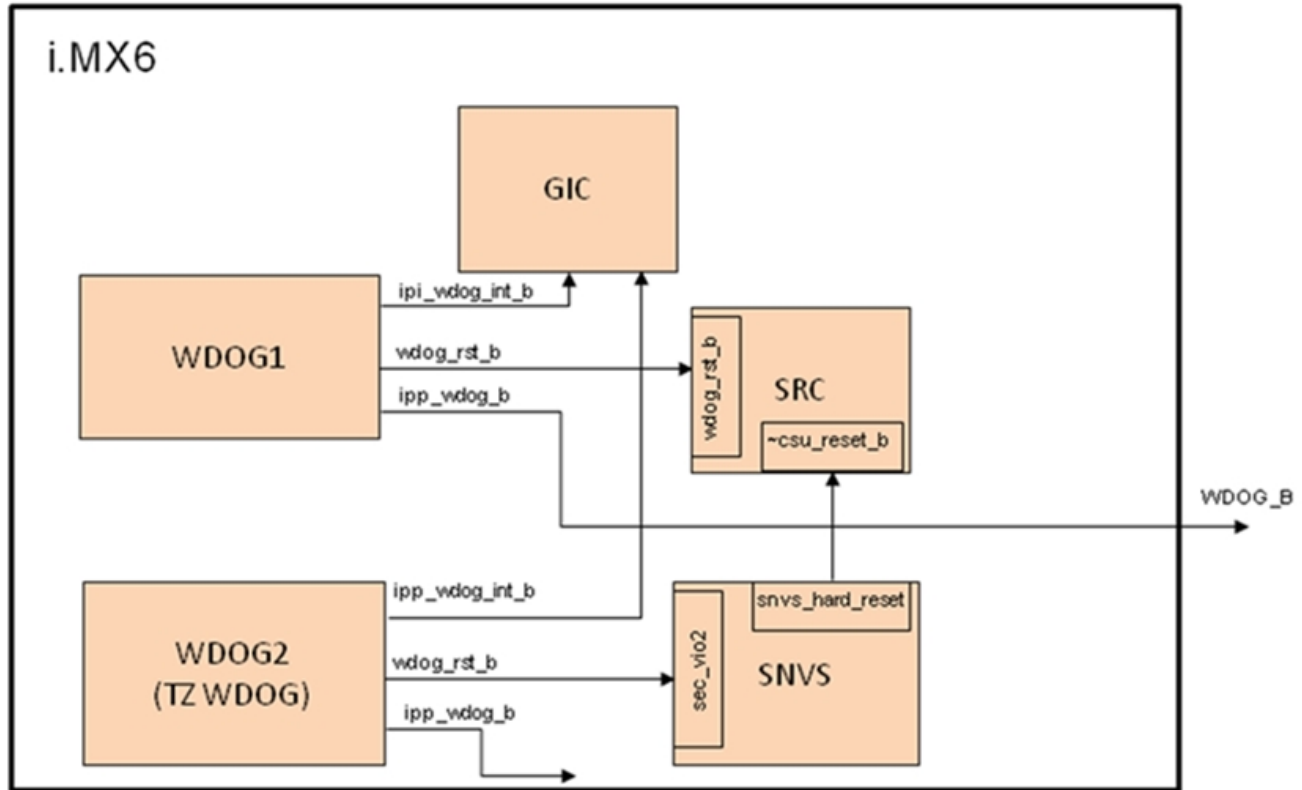 i.MX6
GIC
ipi_wdog_int_b
WDOG1
wdog_rst_b
ipp_wdog_b
wdog_rst_b
SRC
~csu_reset_b
WDOG_B
ipp_wdog_int_b
WDOG2
(TZ WDOG)
wdog_rst_b
ipp_wdog_b
snvs_hard_reset
sec_vio2
SNVS